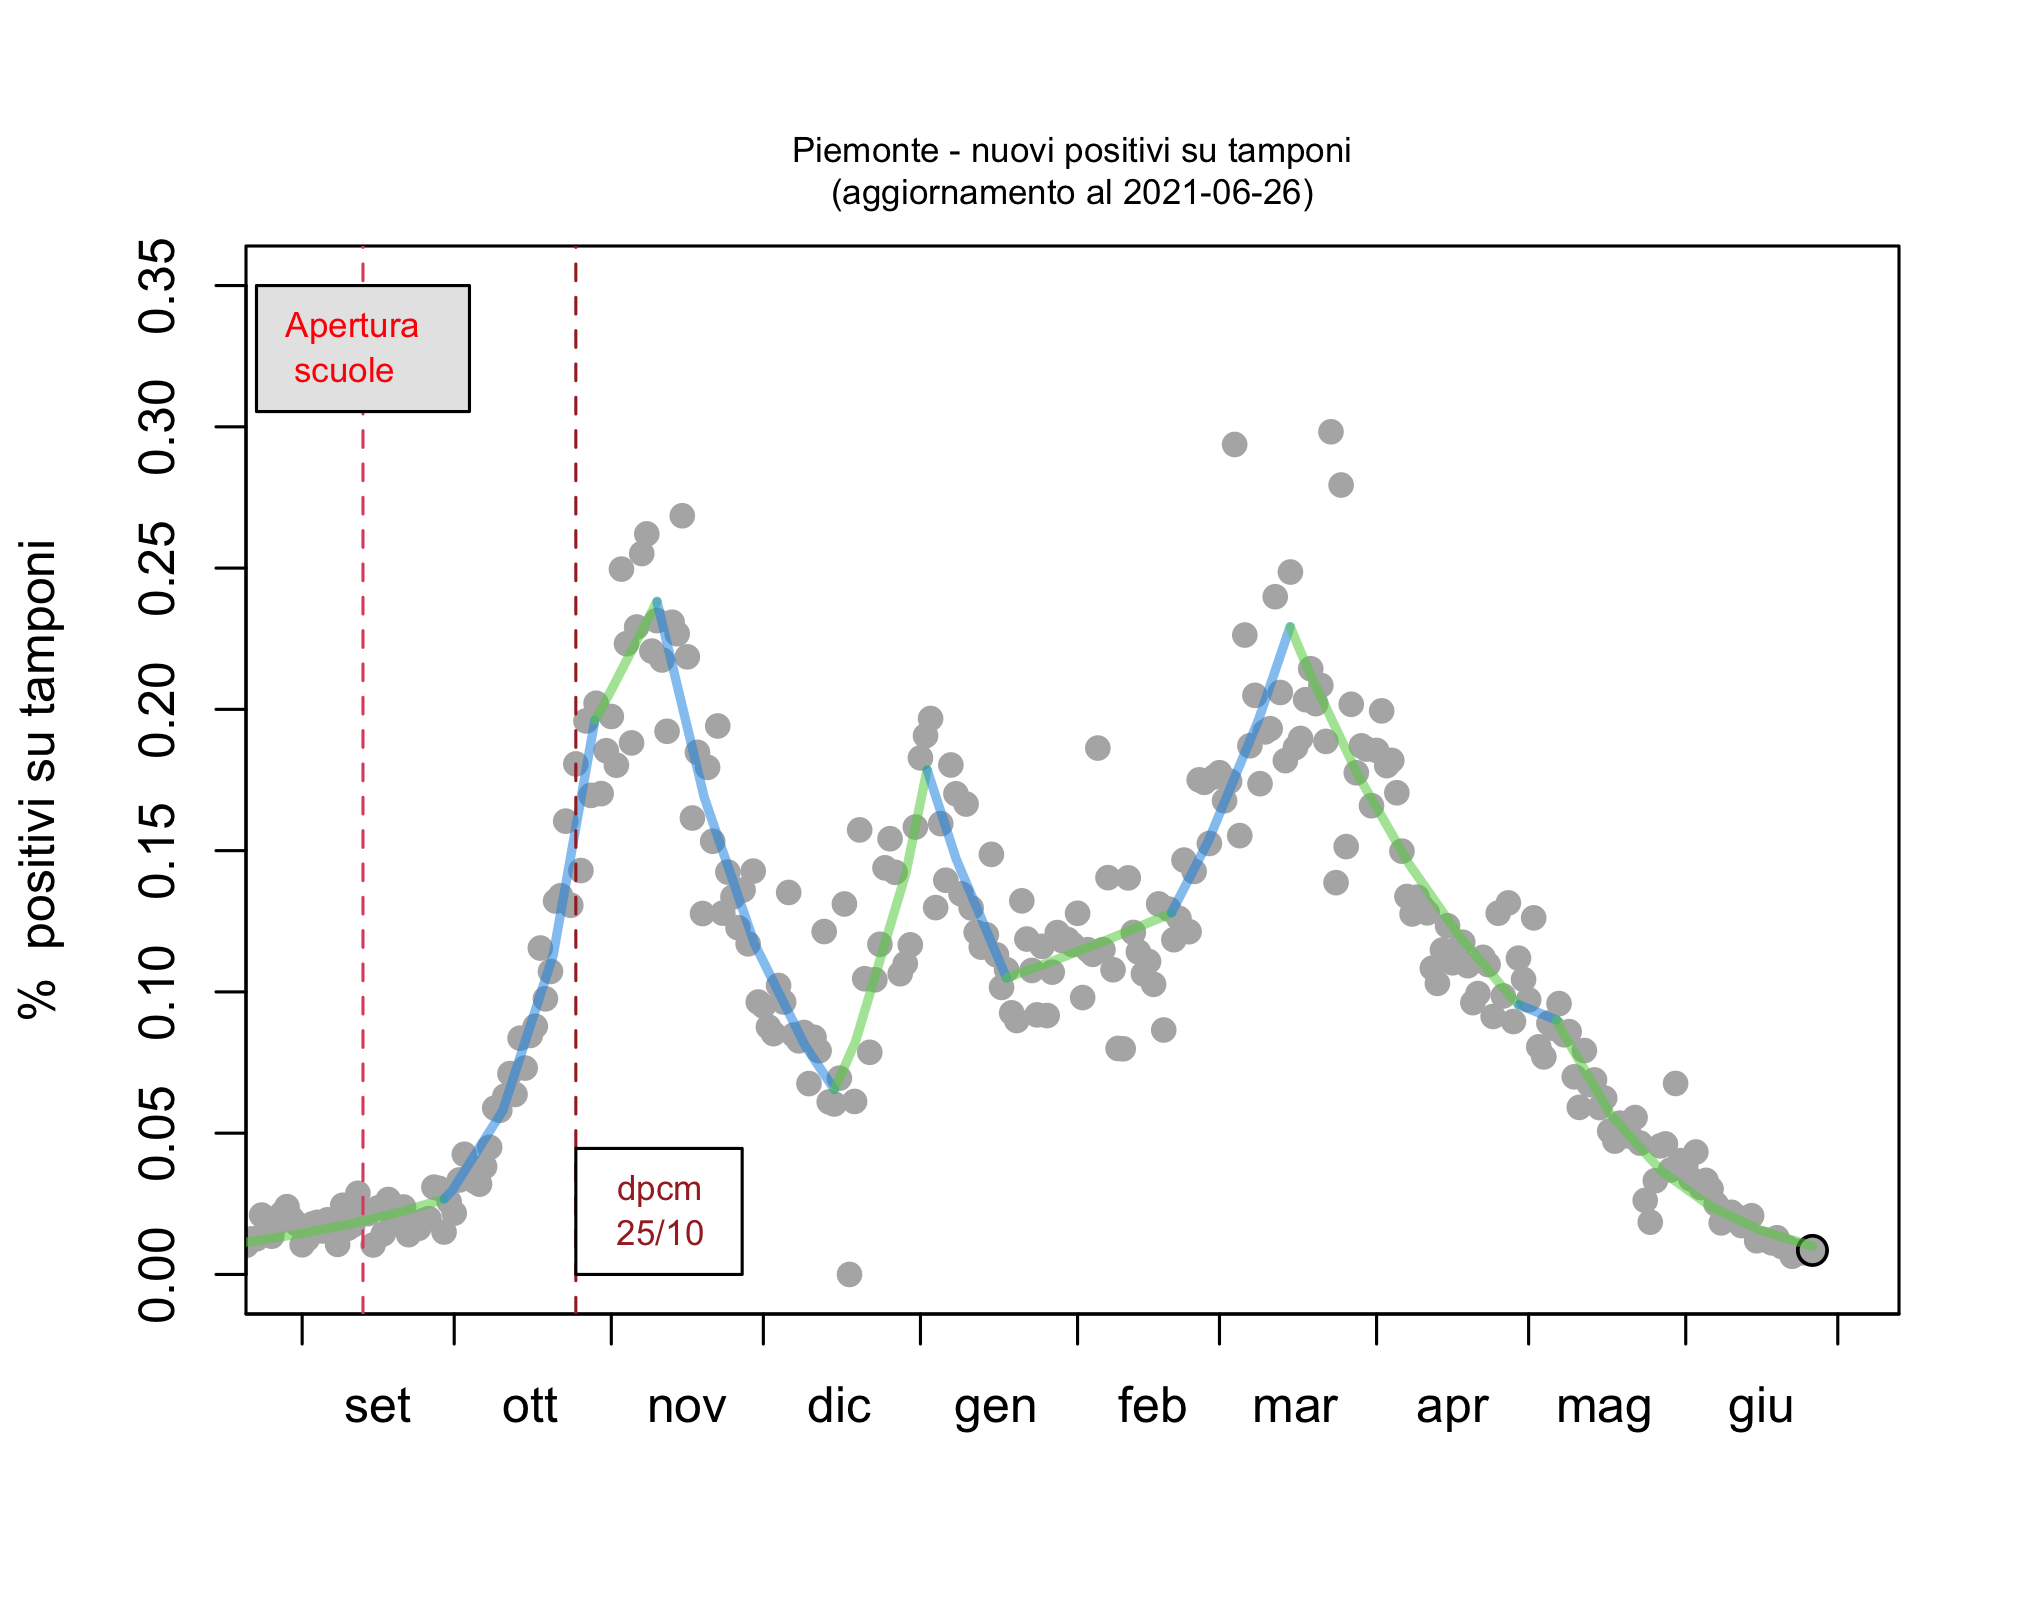 Piemonte - nuovi positivi su tamponi
(aggiornamento al 2021-06-26)
% positivi su tamponi
0.35
0.30
0.25
0.20
0.15
0.10
0.05
0.00
Apertura
scuole
dpcm
25/10
set ott nov dic gen feb mar apr mag giu